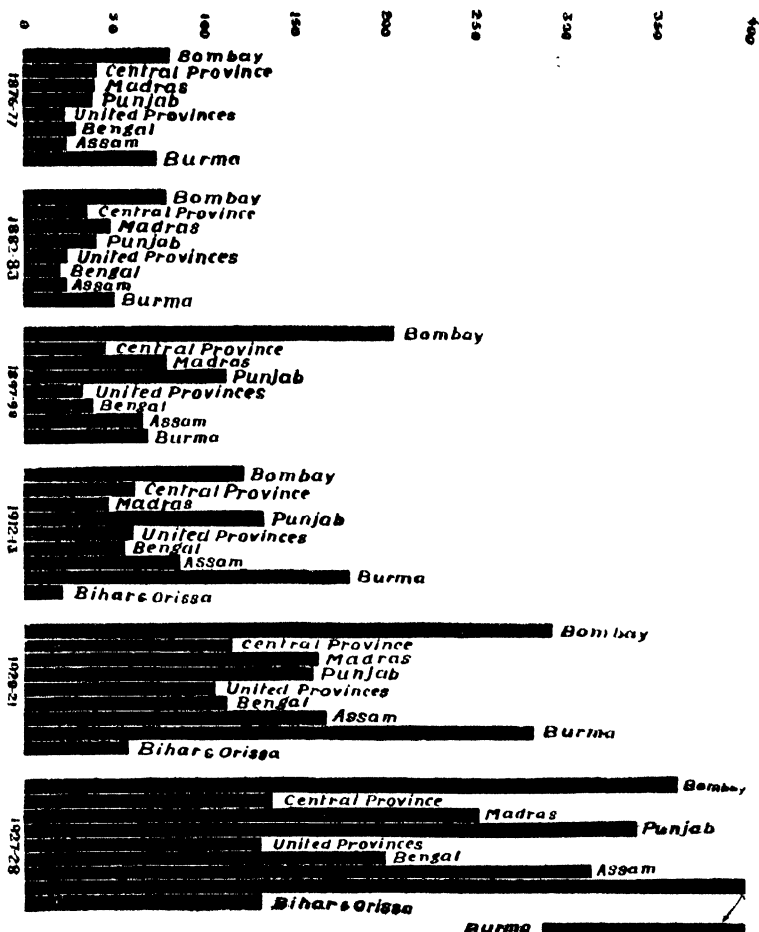 0 50 100 150 200 250 300 350 400
1876-77
Bombay
Central Province
Madras
Punjab
United Provinces
Bengal
Assam
Burma
1882-83
Bombay
Central Province
Madras
Punjab
United Provinces
Bengal
Assam
Burma
Bombay
Central Province
Madras
Punjab
United Provinces
Bengal
Assam
Burma
1912-13
Bombay
Central Province
Madras
Punjab
United Provinces
Bengal
Assam
Burma
Bihar & Orissa
Bombay
Central Province
Madras
Punjab
United Provinces
Bengal
Assam
Burma
Bihar & Orissa
1927-28
Bombay
Central Province
Madras
Punjab
United Provinces
Bengal
Assam
Bihar & Orissa
Burma